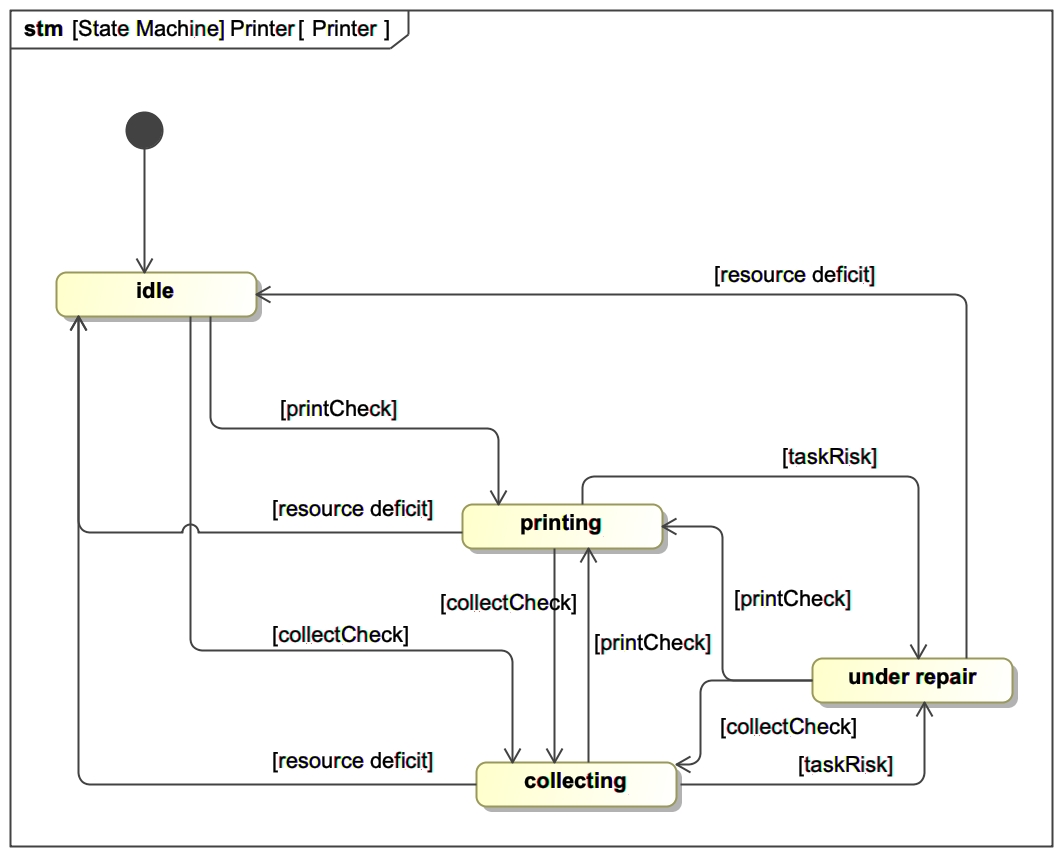 stm [State Machine] Printer [ Printer ]
idle
[resource deficit]
[printCheck]
[taskRisk]
[resource deficit]
printing
[collectCheck]
[printCheck]
[collectCheck]
[printCheck]
under repair
[collectCheck]
[resource deficit]
[taskRisk]
collecting